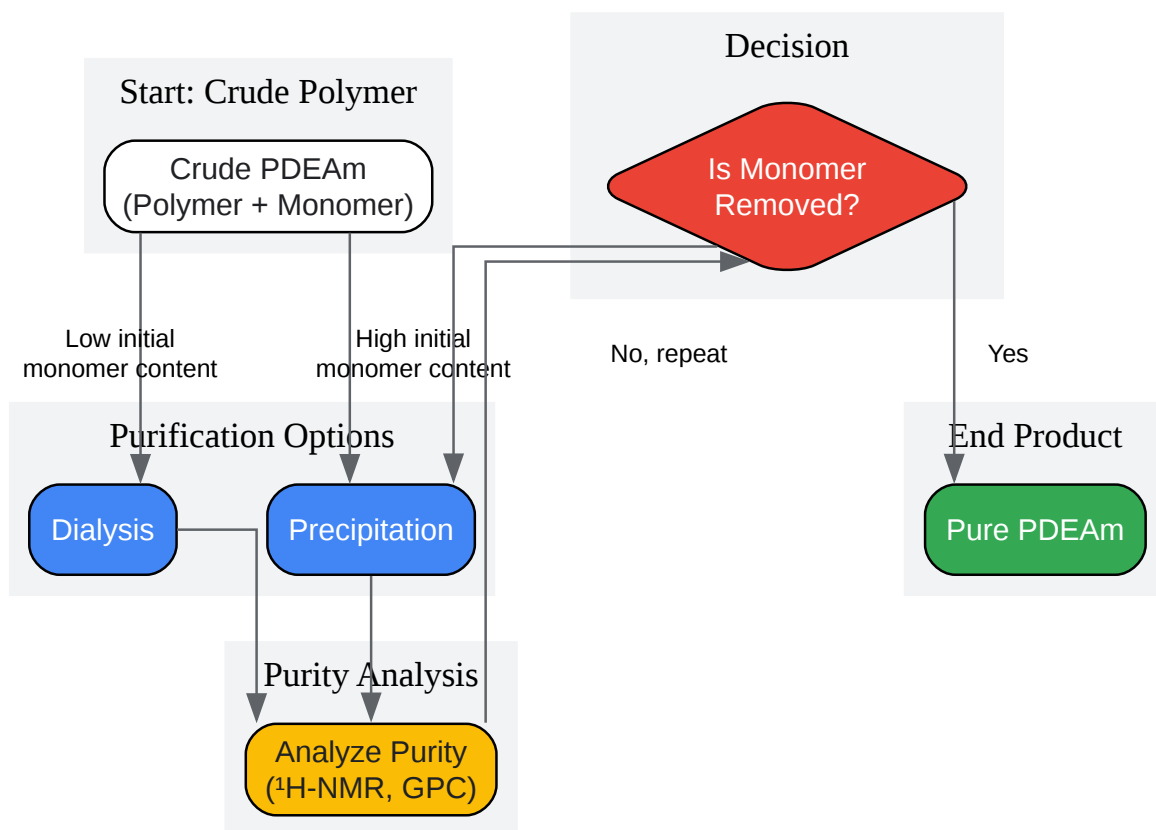 Decision
Start: Crude Polymer
Crude PDEAm
(Polymer + Monomer)
Is Monomer
Removed?
Low initial
monomer content
High initial
monomer content
No, repeat
Yes
Purification Options
End Product
Dialysis
Precipitation
Pure PDEAm
Purity Analysis
Analyze Purity
(¹H-NMR, GPC)